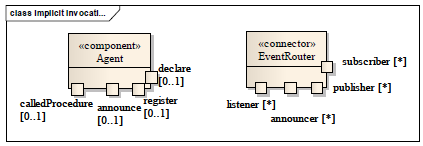 class Implicit Invocati...
«component»
Agent
declare
[0..1]
calledProcedure
[0..1]
announce
[0..1]
register
[0..1]
«connector»
EventRouter
subscriber [*]
publisher [*]
listener [*]
announcer [*]